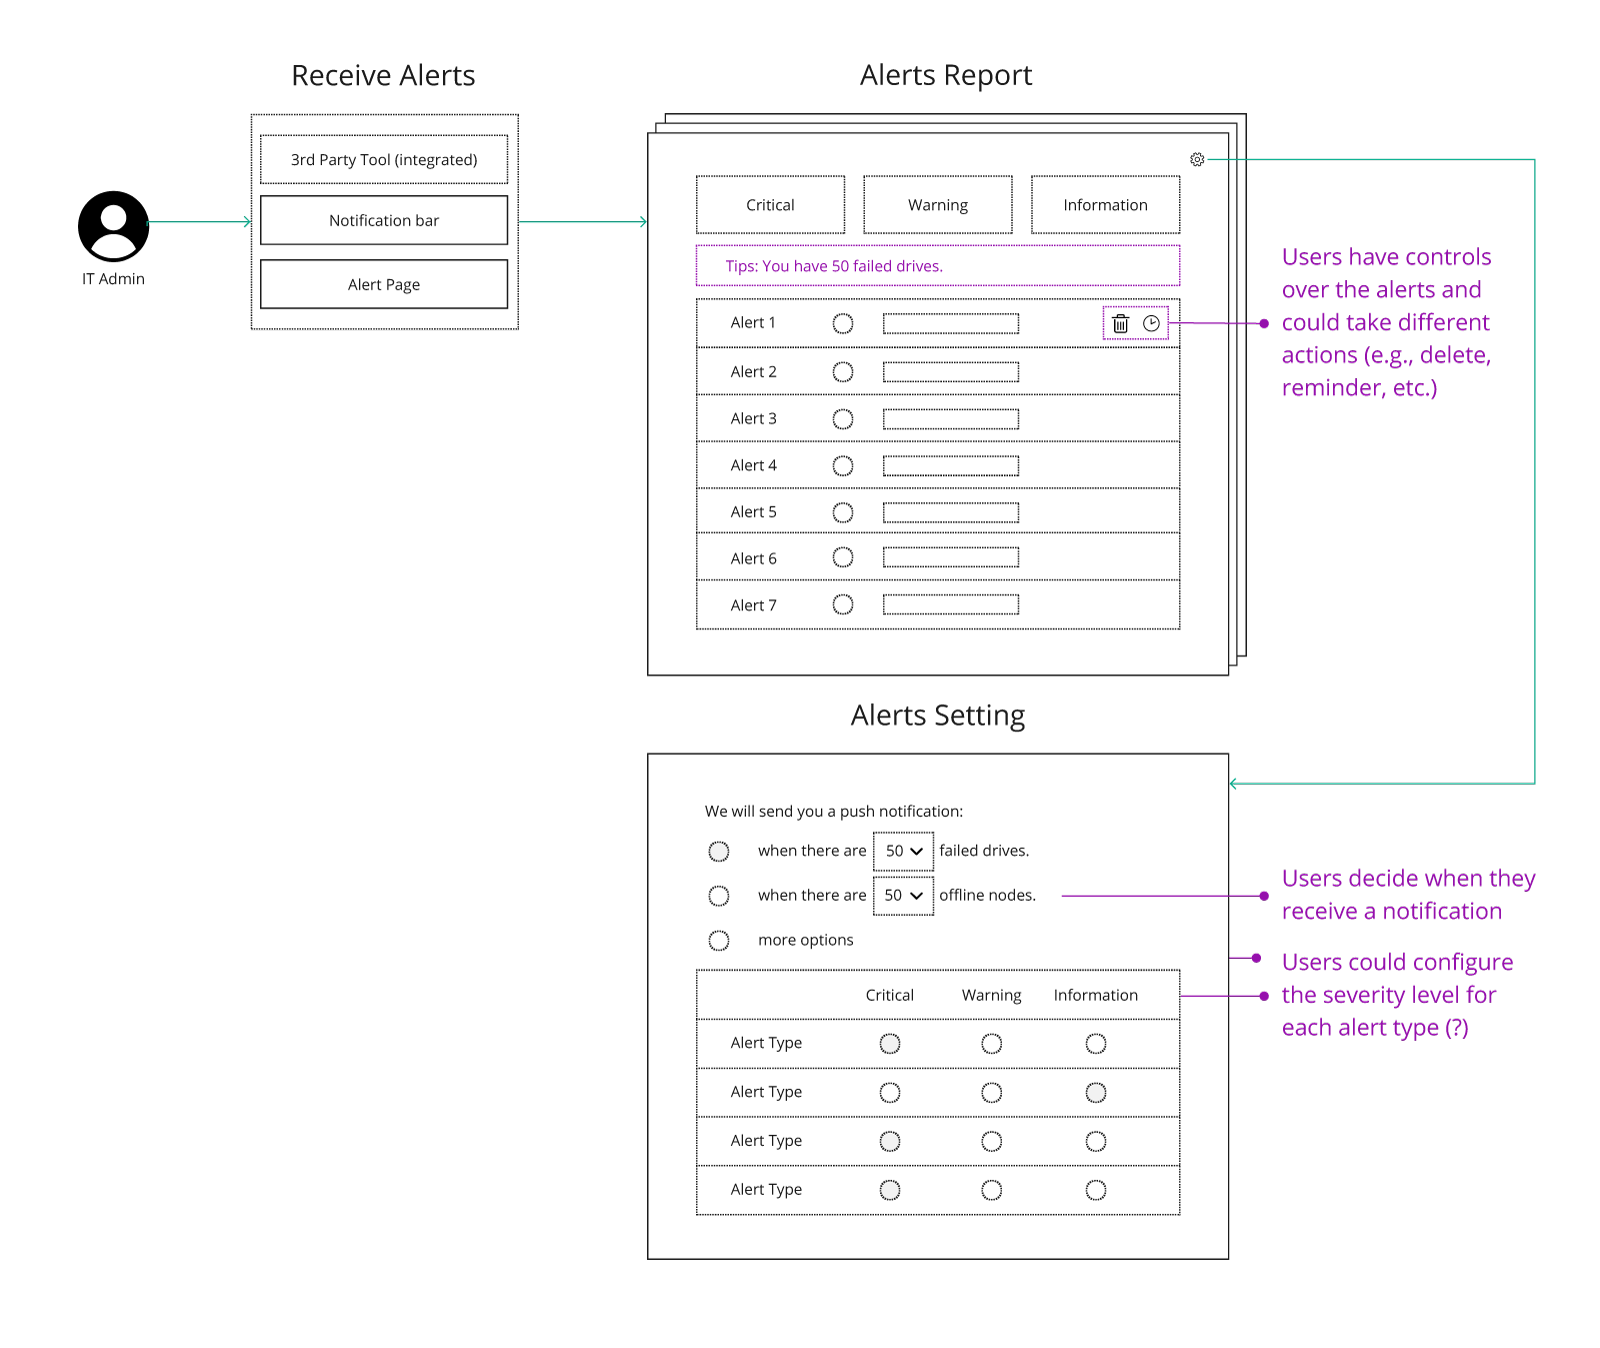 Receive Alerts
3rd Party Tool (integrated)
Notification bar
Alert Page
IT Admin
Alerts Report
Critical
Warning
Information
Tips: You have 50 failed drives.
Alert 1
Alert 2
Alert 3
Alert 4
Alert 5
Alert 6
Alert 7
Users have controls
over the alerts and
could take different
actions (e.g., delete,
reminder, etc.)
Alerts Setting
We will send you a push notification:
when there are 50 failed drives.
when there are 50 offline nodes.
more options
Critical Warning Information
Alert Type
Alert Type
Alert Type
Alert Type
Users decide when they
receive a notification
Users could configure
the severity level for
each alert type (?)